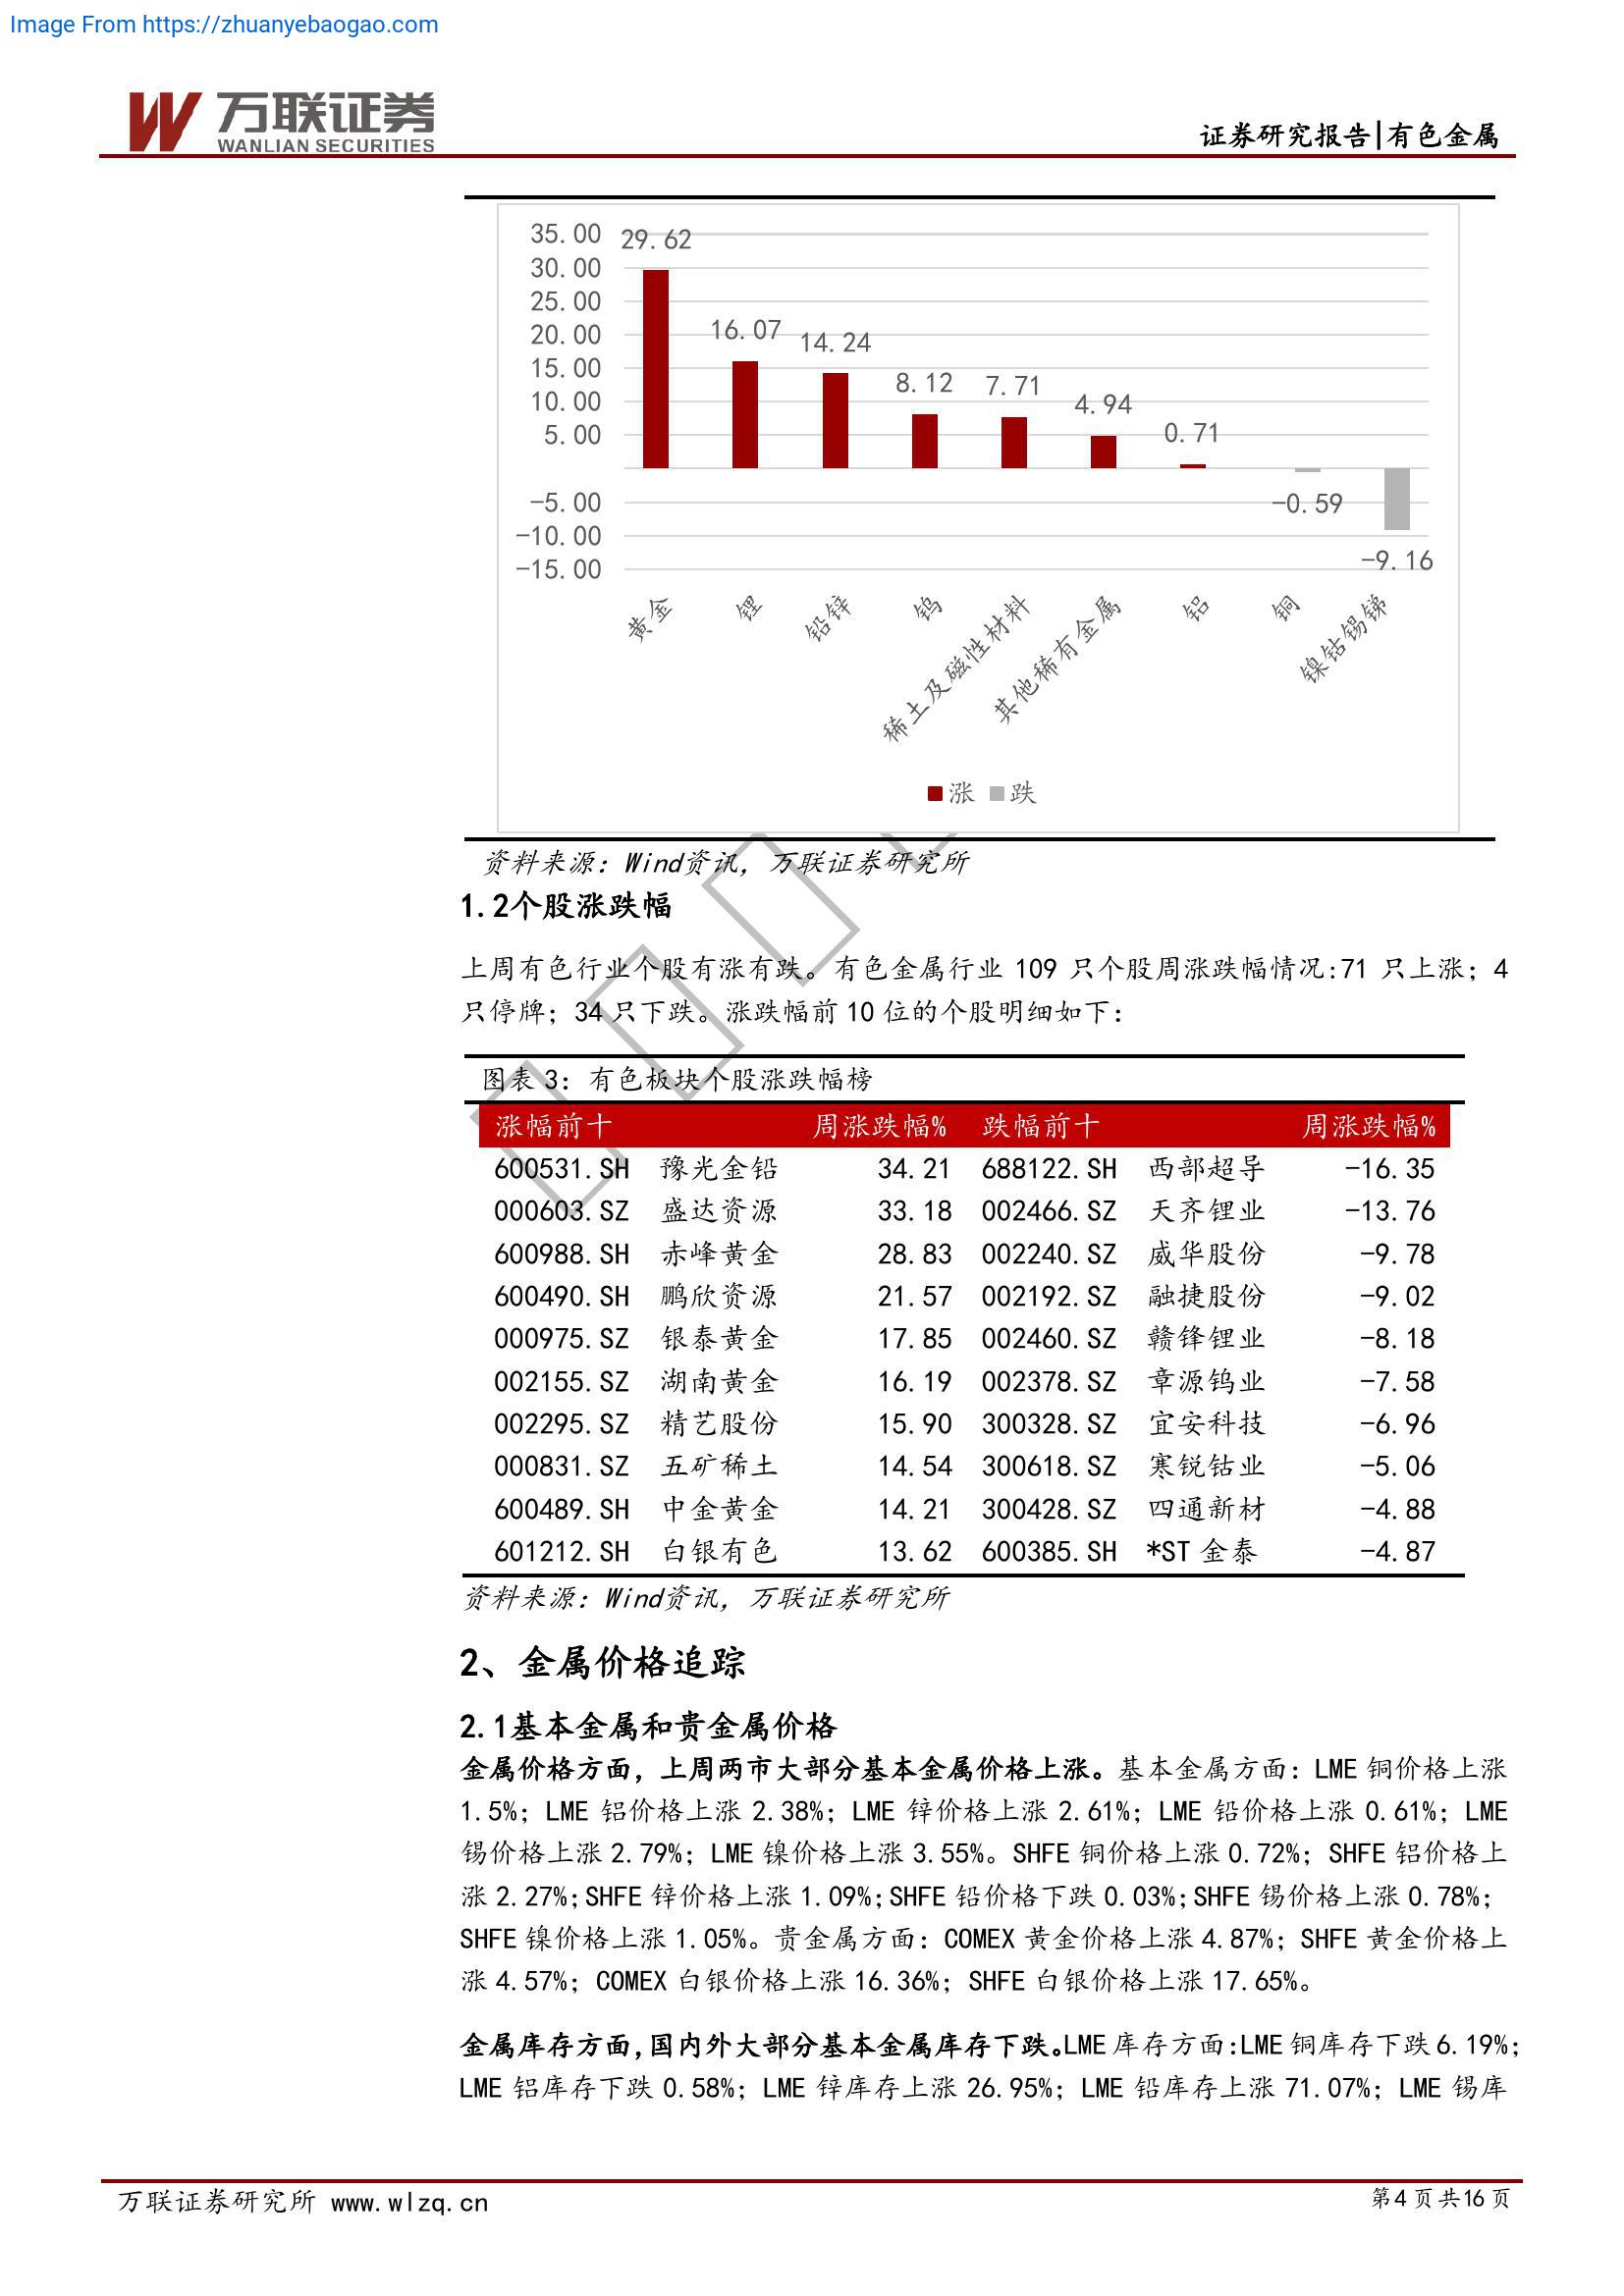 Image From https://zhuanyebaogao.com
万联证券
WANLIAN SECURITIES
证券研究报告|有色金属
35.00
30.00
25.00
20.00
15.00
10.00
5.00
-5.00
-10.00
-15.00
29.62
16.07
14.24
8.12
7.71
4.94
0.71
-0.59
-9.16
黄金
锂
铅锌
钨
稀土及磁性材料
其他稀有金属
铝
铜
镍钴锡锑
涨 跌
资料来源：Wind资讯，万联证券研究所
1.2个股涨跌幅
上周有色行业个股有涨有跌。有色金属行业 109 只个股周涨跌幅情况:71 只上涨；4
只停牌；34 只下跌。涨跌幅前 10 位的个股明细如下：
图表 3：有色板块个股涨跌幅榜
涨幅前十 周涨跌幅% 跌幅前十 周涨跌幅%
600531.SH 豫光金铅 34.21 688122.SH 西部超导 -16.35
000603.SZ 盛达资源 33.18 002466.SZ 天齐锂业 -13.76
600988.SH 赤峰黄金 28.83 002240.SZ 威华股份 -9.78
600490.SH 鹏欣资源 21.57 002192.SZ 融捷股份 -9.02
000975.SZ 银泰黄金 17.85 002460.SZ 赣锋锂业 -8.18
002155.SZ 湖南黄金 16.19 002378.SZ 章源钨业 -7.58
002295.SZ 精艺股份 15.90 300328.SZ 宜安科技 -6.96
000831.SZ 五矿稀土 14.54 300618.SZ 寒锐钴业 -5.06
600489.SH 中金黄金 14.21 300428.SZ 四通新材 -4.88
601212.SH 白银有色 13.62 600385.SH *ST 金泰 -4.87
资料来源：Wind资讯，万联证券研究所
2、金属价格追踪
2.1基本金属和贵金属价格
金属价格方面，上周两市大部分基本金属价格上涨。基本金属方面：LME 铜价格上涨
1.5%；LME 铝价格上涨 2.38%；LME 锌价格上涨 2.61%；LME 铅价格上涨 0.61%；LME
锡价格上涨 2.79%；LME 镍价格上涨 3.55%。SHFE 铜价格上涨 0.72%；SHFE 铝价格上
涨 2.27%；SHFE 锌价格上涨 1.09%；SHFE 铅价格下跌 0.03%；SHFE 锡价格上涨 0.78%；
SHFE 镍价格上涨 1.05%。贵金属方面：COMEX 黄金价格上涨 4.87%；SHFE 黄金价格上
涨 4.57%；COMEX 白银价格上涨 16.36%；SHFE 白银价格上涨 17.65%。
金属库存方面，国内外大部分基本金属库存下跌。LME 库存方面：LME 铜库存下跌 6.19%；
LME 铝库存下跌 0.58%；LME 锌库存上涨 26.95%；LME 铅库存上涨 71.07%；LME 锡库
万联证券研究所 www.wlzq.cn
第 4 页 共 16 页